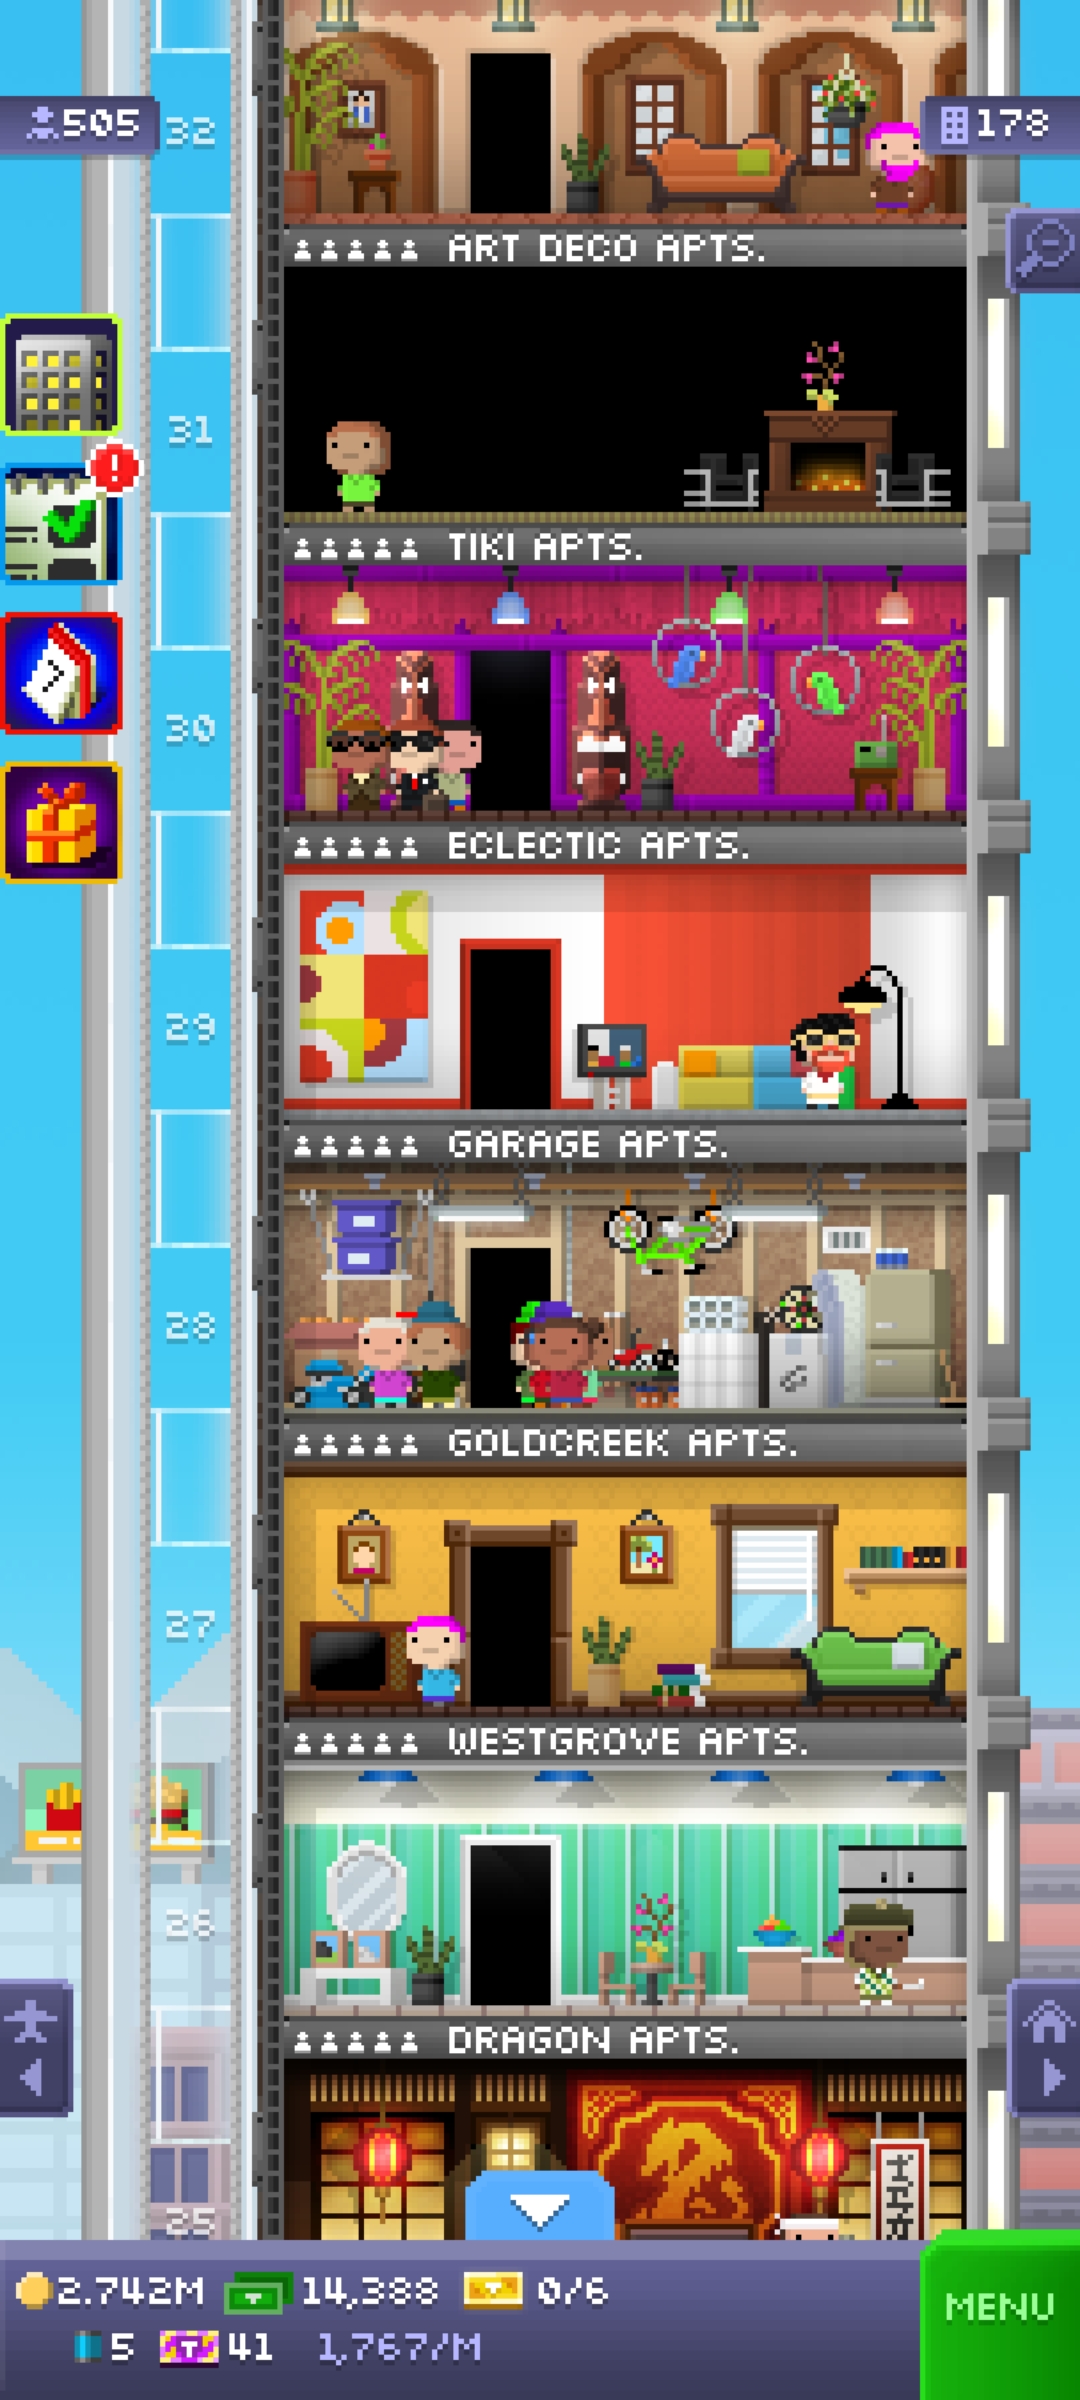 505
178
32
ART DECO APTS.
31
TIKI APTS.
30
ECLECTIC APTS.
29
GARAGE APTS.
28
GOLDCREEK APTS.
27
WESTGROVE APTS.
26
DRAGON APTS.
25
2.742M 14,388 0/6
5 T 41 1,767/M
MENU